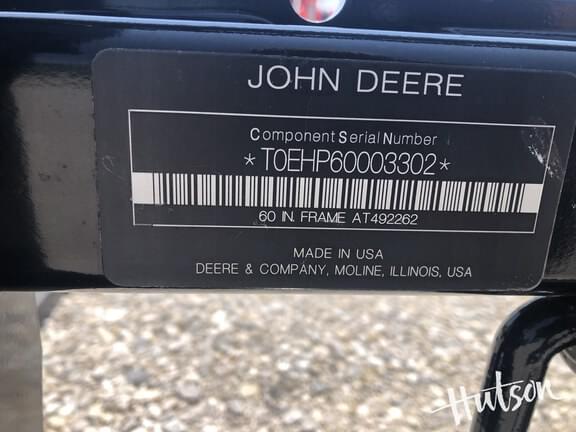 JOHN DEERE
Component Serial Number
*T0EHP60003302*
60 IN. FRAME AT492262
MADE IN USA
DEERE & COMPANY, MOLINE, ILLINOIS, USA
Hutson